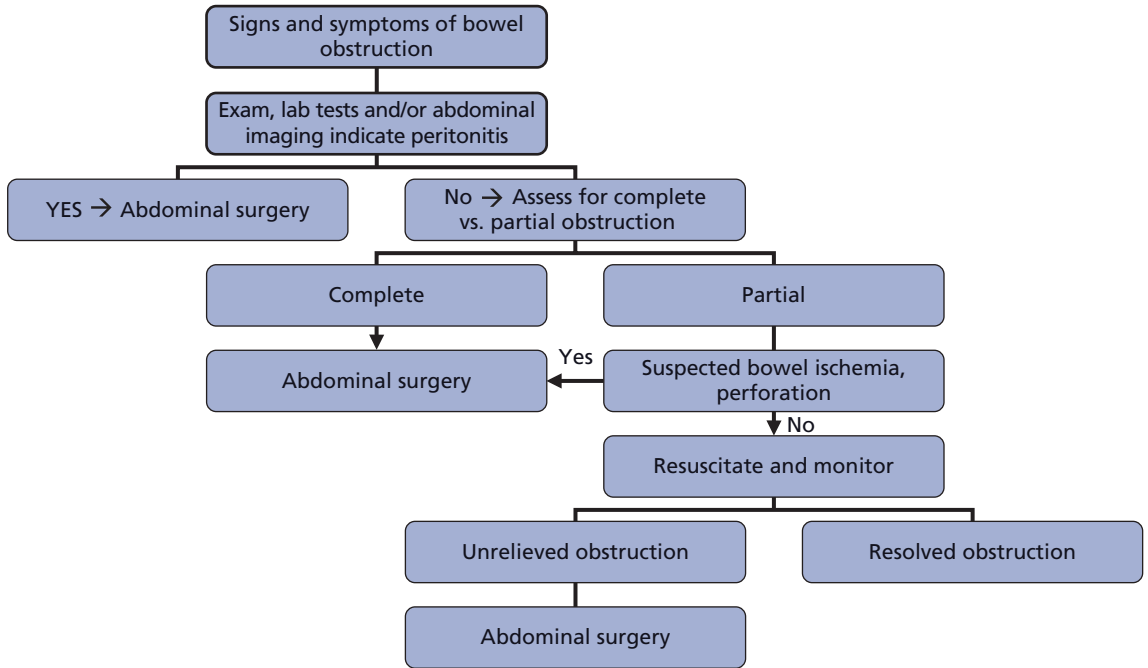 Signs and symptoms of bowel
obstruction
Exam, lab tests and/or abdominal
imaging indicate peritonitis
YES → Abdominal surgery
No → Assess for complete
vs. partial obstruction
Complete
Partial
Abdominal surgery
Yes
Suspected bowel ischemia,
perforation
No
Resuscitate and monitor
Unrelieved obstruction
Resolved obstruction
Abdominal surgery